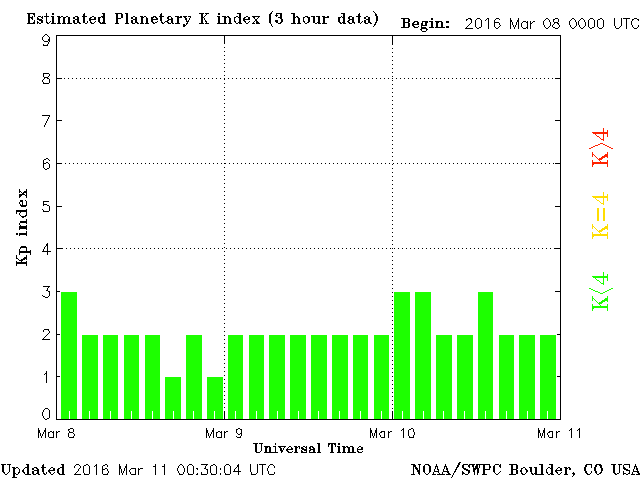 Estimated Planetary K index (3 hour data) Begin: 2016 Mar 08 0000 UTC
9
8
7
6
5
4
3
2
1
0
Kp index
K>4
K=4
K<4
Mar 8 Mar 9 Mar 10 Mar 11
Universal Time
Updated 2016 Mar 11 00:30:04 UTC NOAA/SWPC Boulder, CO USA